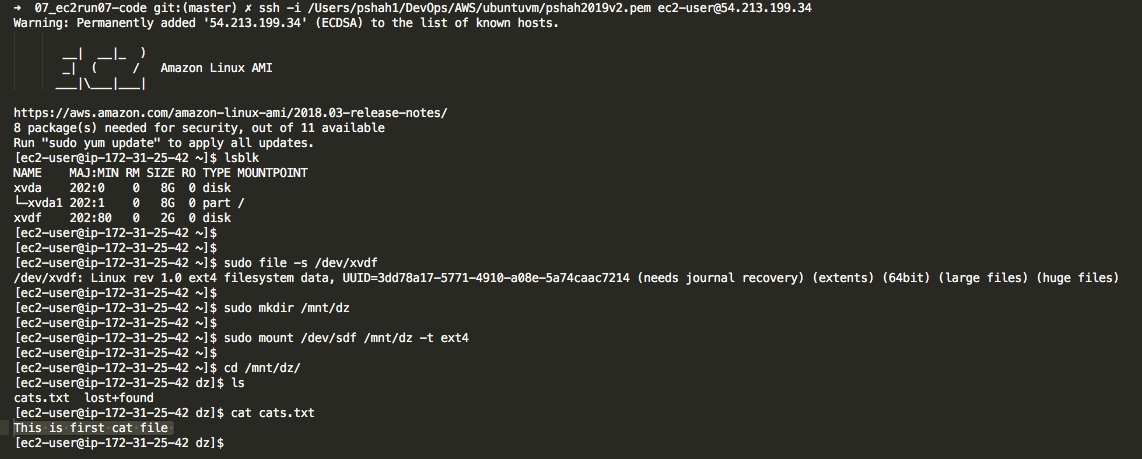 ➜  07_ec2run07-code git:(master) ✗ ssh -i /Users/pshah1/DevOps/AWS/ubuntuvm/pshah2019v2.pem ec2-user@54.213.199.34
Warning: Permanently added '54.213.199.34' (ECDSA) to the list of known hosts.
       __|  __|_  )
       _|  (     /   Amazon Linux AMI
      ___|\___|___|
https://aws.amazon.com/amazon-linux-ami/2018.03-release-notes/
8 package(s) needed for security, out of 11 available
Run "sudo yum update" to apply all updates.
[ec2-user@ip-172-31-25-42 ~]$ lsblk
NAME    MAJ:MIN RM SIZE RO TYPE MOUNTPOINT
xvda    202:0    0   8G  0 disk
└─xvda1 202:1    0   8G  0 part /
xvdf    202:80   0   2G  0 disk
[ec2-user@ip-172-31-25-42 ~]$
[ec2-user@ip-172-31-25-42 ~]$
[ec2-user@ip-172-31-25-42 ~]$ sudo file -s /dev/xvdf
/dev/xvdf: Linux rev 1.0 ext4 filesystem data, UUID=3dd78a17-5771-4910-a08e-5a74caac7214 (needs journal recovery) (extents) (64bit) (large files) (huge files)
[ec2-user@ip-172-31-25-42 ~]$
[ec2-user@ip-172-31-25-42 ~]$ sudo mkdir /mnt/dz
[ec2-user@ip-172-31-25-42 ~]$
[ec2-user@ip-172-31-25-42 ~]$ sudo mount /dev/sdf /mnt/dz -t ext4
[ec2-user@ip-172-31-25-42 ~]$
[ec2-user@ip-172-31-25-42 ~]$ cd /mnt/dz/
[ec2-user@ip-172-31-25-42 dz]$ ls
cats.txt  lost+found
[ec2-user@ip-172-31-25-42 dz]$ cat cats.txt
This is first cat file
[ec2-user@ip-172-31-25-42 dz]$